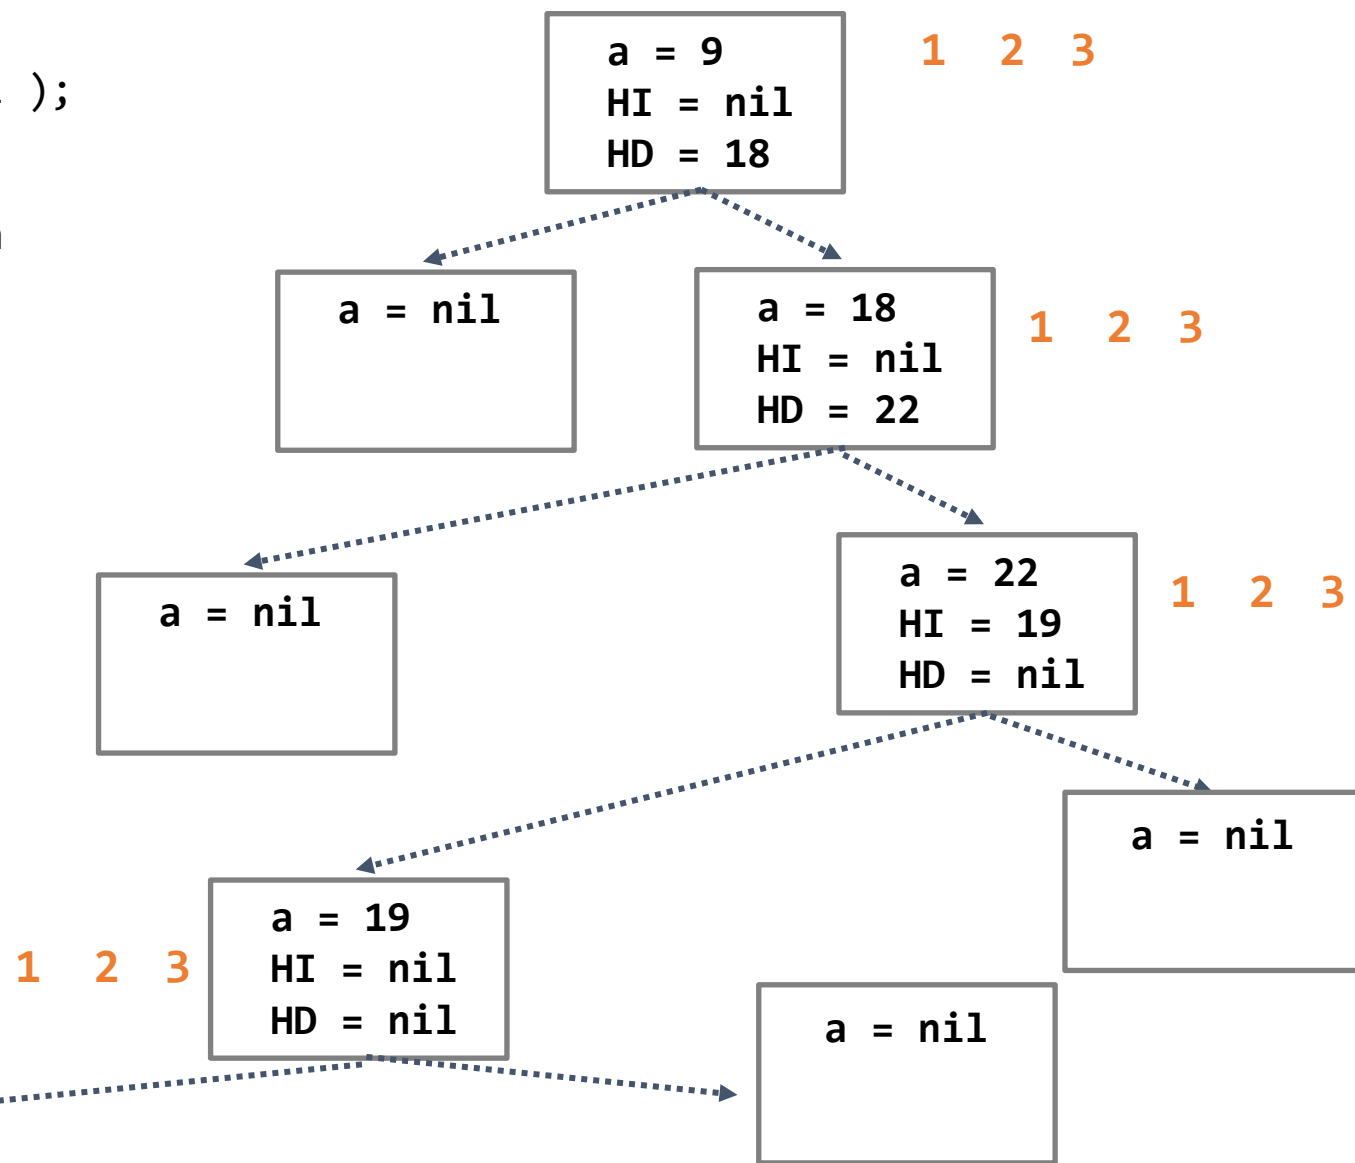 a = 9
HI = nil
HD = 18
1 2 3
);
a = nil
a = 18
HI = nil
HD = 22
1 2 3
a = nil
a = 22
HI = 19
HD = nil
1 2 3
a = nil
1 2 3
a = 19
HI = nil
HD = nil
a = nil